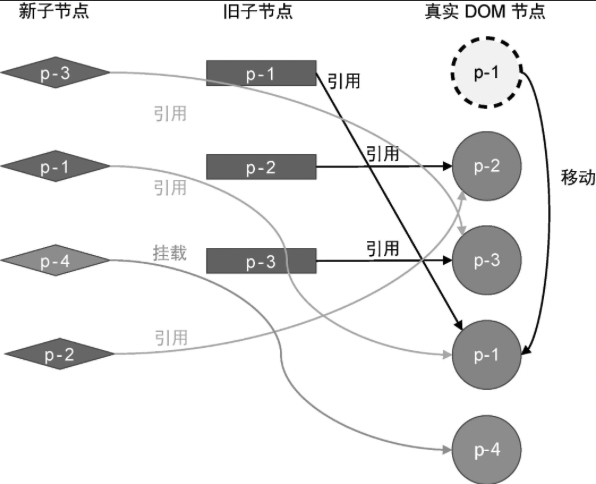 新子节点 旧子节点 真实 DOM 节点
p-3 p-1 p-1
引用
引用
p-1 p-2 引用 p-2
移动
引用
p-4 挂载 p-3 引用 p-3
引用
p-2 p-1
p-4